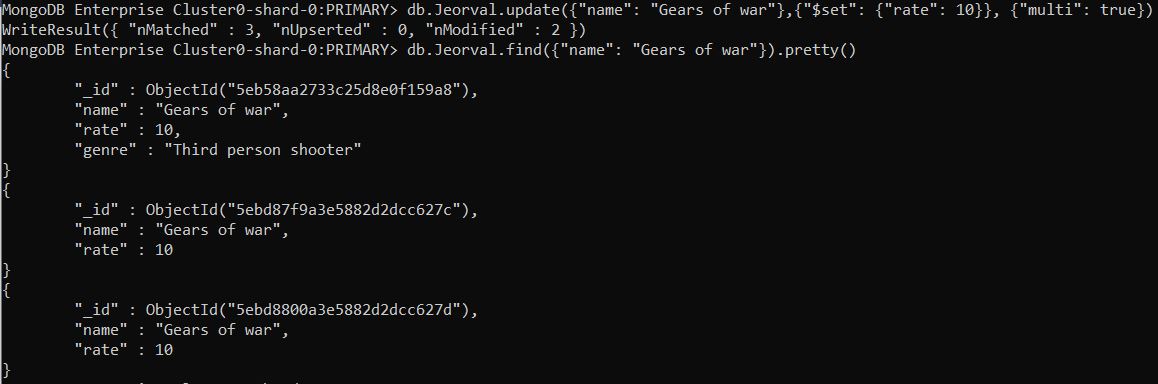 MongoDB Enterprise Cluster0-shard-0:PRIMARY> db.Jeorval.update({"name": "Gears of war"},{"$set": {"rate": 10}}, {"multi": true})
WriteResult({ "nMatched" : 3, "nUpserted" : 0, "nModified" : 2 })
MongoDB Enterprise Cluster0-shard-0:PRIMARY> db.Jeorval.find({"name": "Gears of war"}).pretty()
{
        "_id" : ObjectId("5eb58aa2733c25d8e0f159a8"),
        "name" : "Gears of war",
        "rate" : 10,
        "genre" : "Third person shooter"
}
{
        "_id" : ObjectId("5ebd87f9a3e5882d2dcc627c"),
        "name" : "Gears of war",
        "rate" : 10
}
{
        "_id" : ObjectId("5ebd8800a3e5882d2dcc627d"),
        "name" : "Gears of war",
        "rate" : 10
}